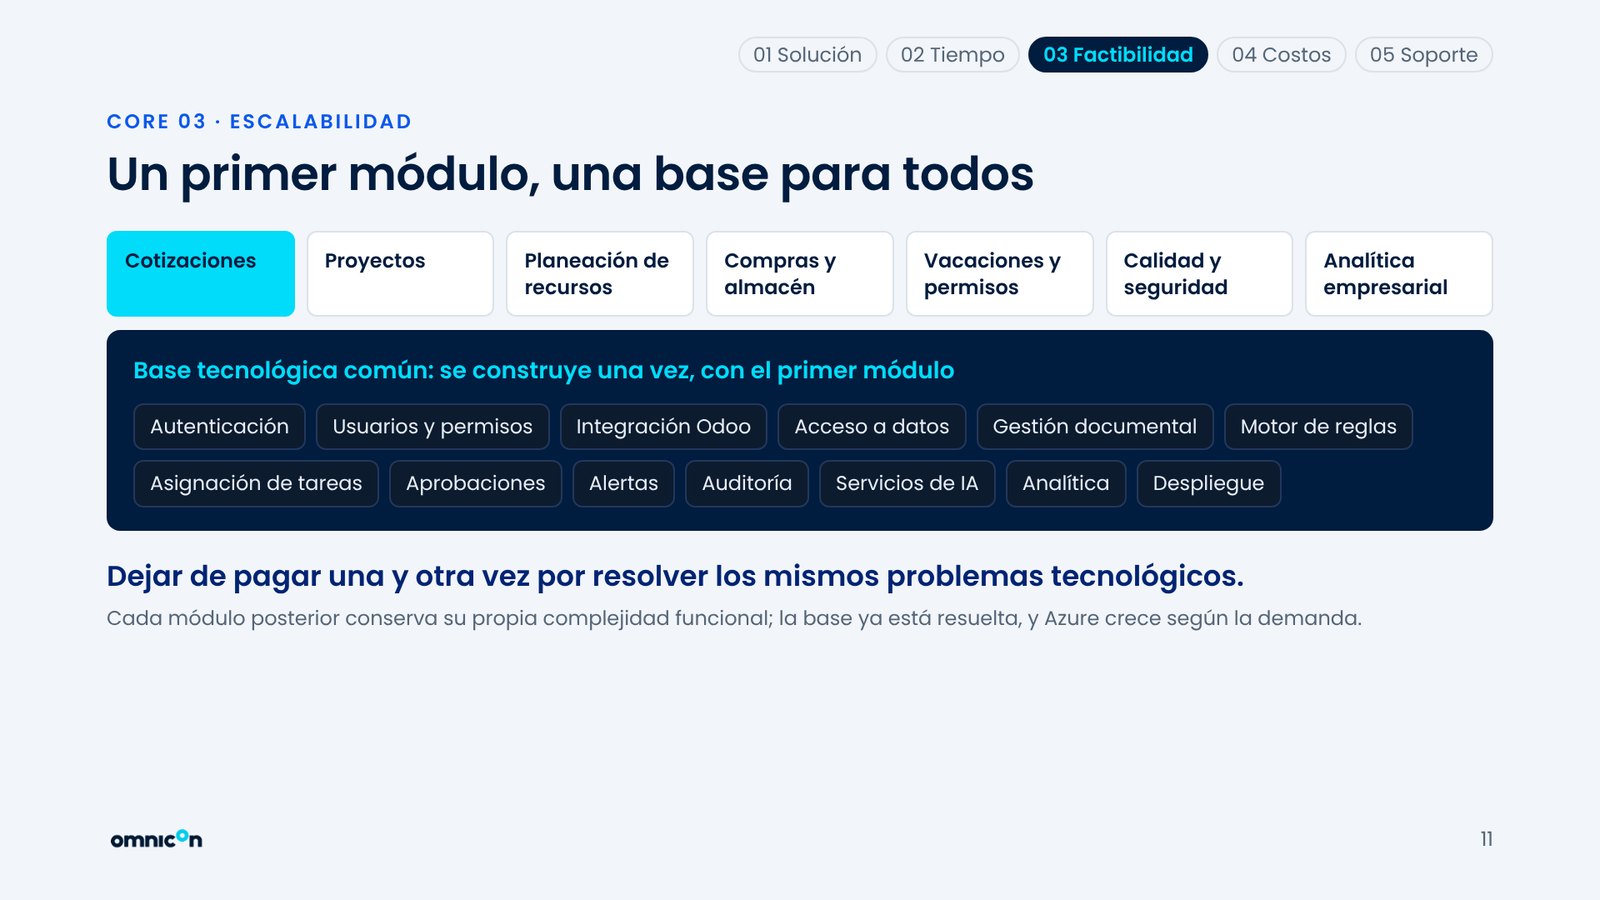 01 Solución
02 Tiempo
03 Factibilidad
04 Costos
05 Soporte
CORE 03 · ESCALABILIDAD
Un primer módulo, una base para todos
Cotizaciones
Proyectos
Planeación de
recursos
Compras y
almacén
Vacaciones y
permisos
Calidad y
seguridad
Analítica
empresarial
Base tecnológica común: se construye una vez, con el primer módulo
Autenticación
Usuarios y permisos
Integración Odoo
Acceso a datos
Gestión documental
Motor de reglas
Asignación de tareas
Aprobaciones
Alertas
Auditoría
Servicios de IA
Analítica
Despliegue
Dejar de pagar una y otra vez por resolver los mismos problemas tecnológicos.
Cada módulo posterior conserva su propia complejidad funcional; la base ya está resuelta, y Azure crece según la demanda.
omnicon
11